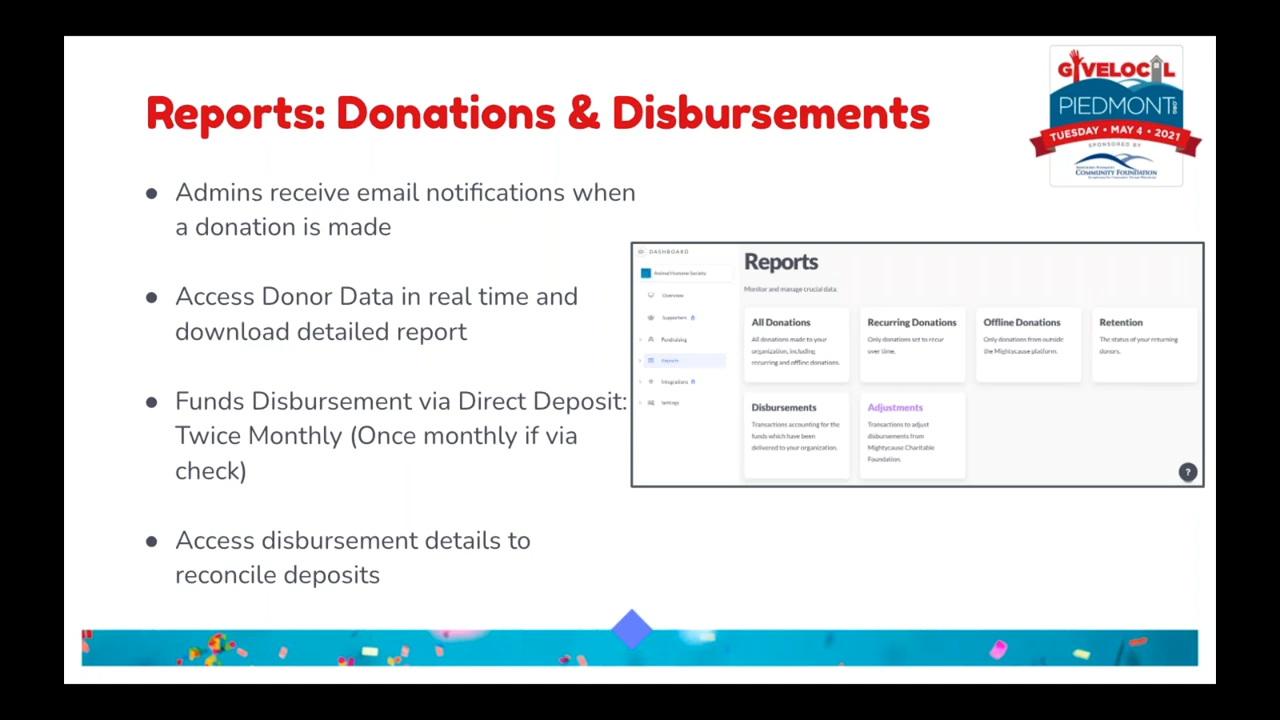 Reports: Donations & Disbursements
GIVELOCAL
PIEDMONT.ORG
TUESDAY • MAY 4 • 2021
SPONSORED BY
COMMUNITY FOUNDATION
● Admins receive email notifications when
a donation is made
● Access Donor Data in real time and
download detailed report
● Funds Disbursement via Direct Deposit:
Twice Monthly (Once monthly if via
check)
● Access disbursement details to
reconcile deposits
DASHBOARD
Animal Humane Society
Overview
Supporters
Fundraising
Reports
Integrations
Settings
Reports
Monitor and manage crucial data.
All Donations
All donations made to your
organization, including
recurring and offline donations.
Recurring Donations
Only donations set to recur
over time.
Offline Donations
Only donations from outside
the Mightycause platform.
Retention
The status of your returning
donors.
Disbursements
Transactions accounting for the
funds which have been
delivered to your organization.
Adjustments
Transactions to adjust
disbursements from
Mightycause Charitable
Foundation.
?